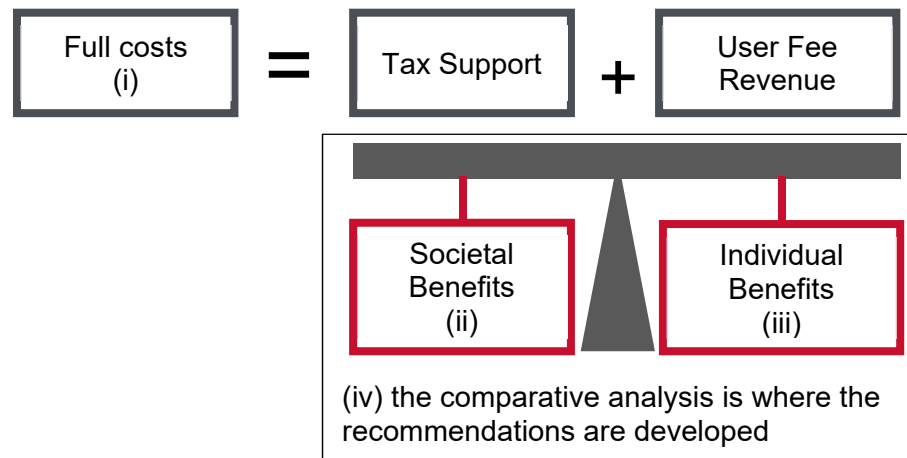 Full costs
(i)
=
Tax Support
+
User Fee
Revenue
Societal
Benefits
(ii)
Individual
Benefits
(iii)
(iv) the comparative analysis is where the
recommendations are developed